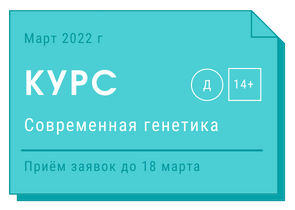 Март 2022 г
КУРС
Д 14+
Современная генетика
Приём заявок до 18 марта